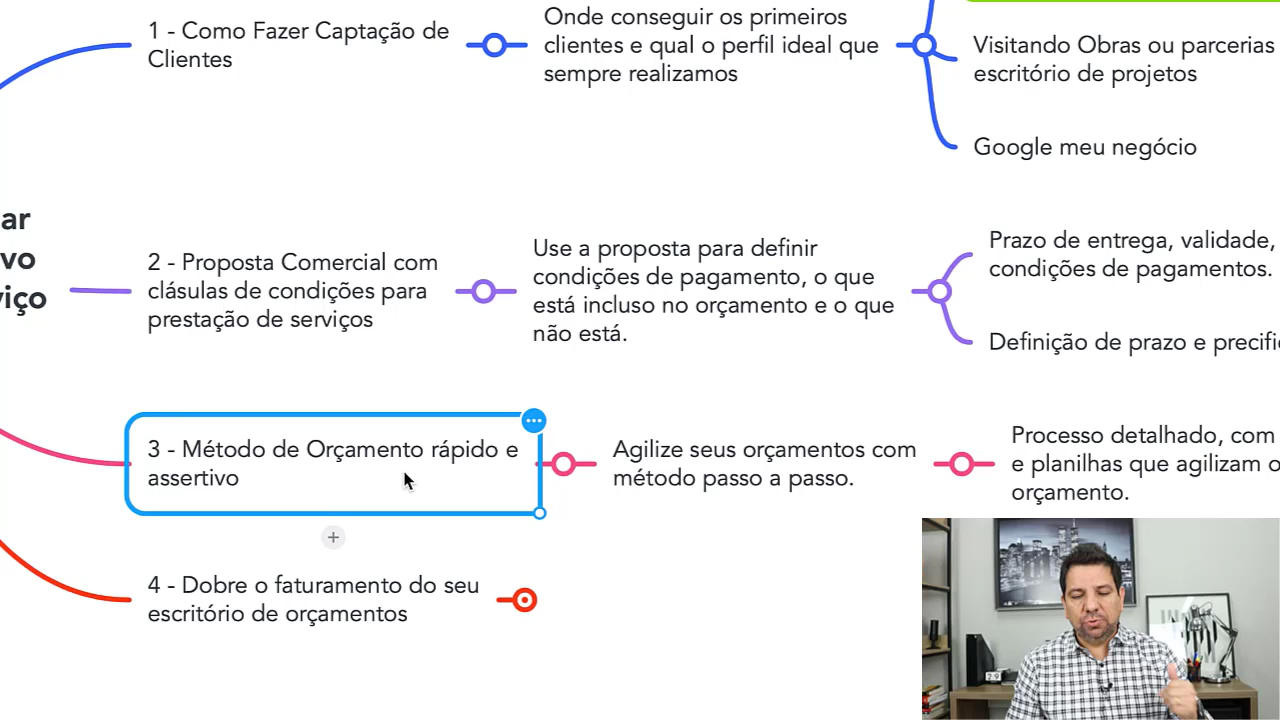 1 - Como Fazer Captação de
Clientes
Onde conseguir os primeiros
clientes e qual o perfil ideal que
sempre realizamos
Visitando Obras ou parcerias
escritório de projetos
Google meu negócio
ar
vo
viço
2 - Proposta Comercial com
clásulas de condições para
prestação de serviços
Use a proposta para definir
condições de pagamento, o que
está incluso no orçamento e o que
não está.
Prazo de entrega, validade,
condições de pagamentos.
Definição de prazo e precifi
3 - Método de Orçamento rápido e
assertivo
Agilize seus orçamentos com
método passo a passo.
Processo detalhado, com
e planilhas que agilizam o
orçamento.
4 - Dobre o faturamento do seu
escritório de orçamentos